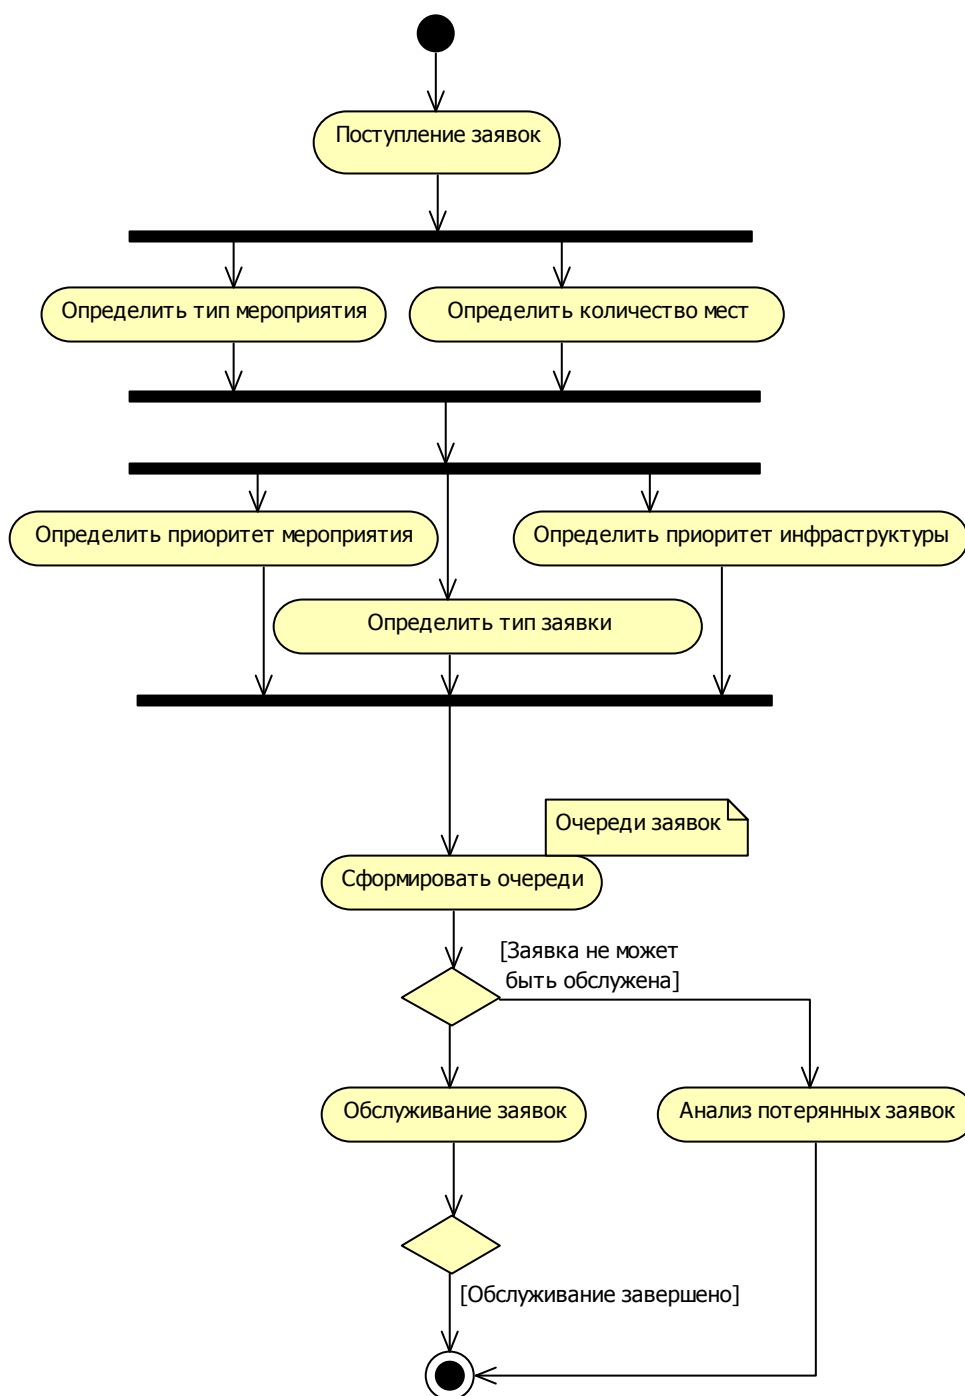 Поступление заявок
Определить тип мероприятия
Определить количество мест
Определить приоритет мероприятия
Определить приоритет инфраструктуры
Определить тип заявки
Очереди заявок
Сформировать очереди
[Заявка не может
быть обслужена]
Обслуживание заявок
Анализ потерянных заявок
[Обслуживание завершено]